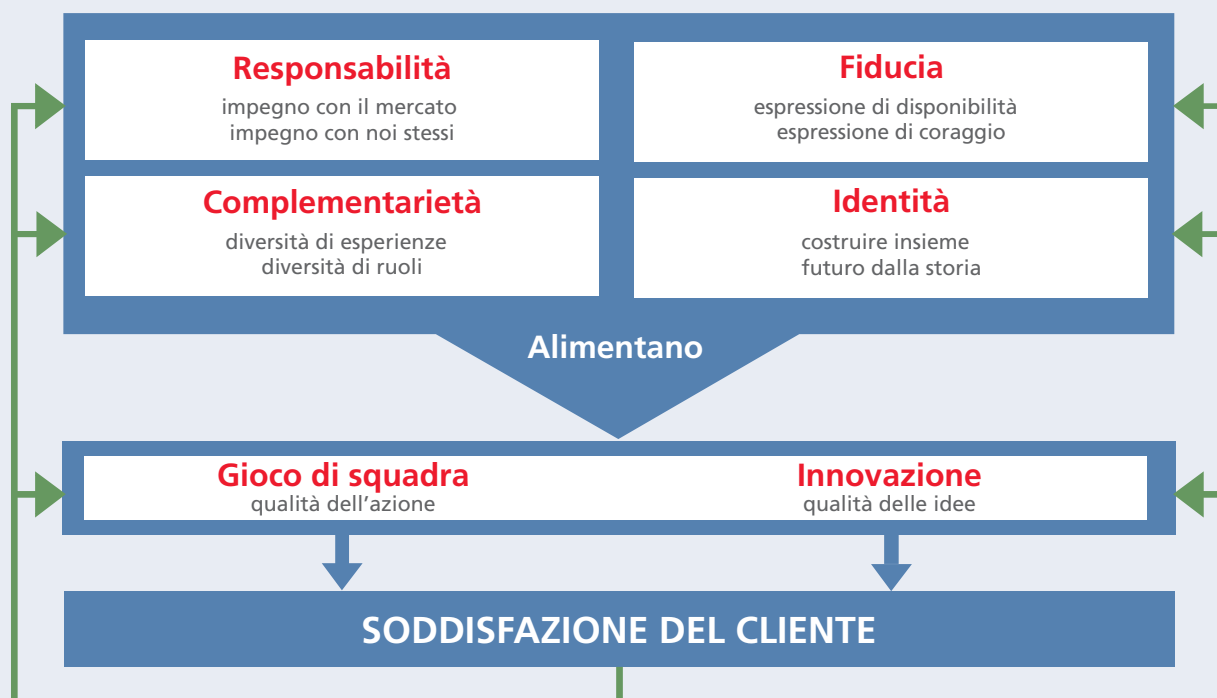 Responsabilità
impegno con il mercato
impegno con noi stessi
Fiducia
espressione di disponibilità
espressione di coraggio
Complementarietà
diversità di esperienze
diversità di ruoli
Identità
costruire insieme
futuro dalla storia
Alimentano
Gioco di squadra
qualità dell'azione
Innovazione
qualità delle idee
SODDISFAZIONE DEL CLIENTE